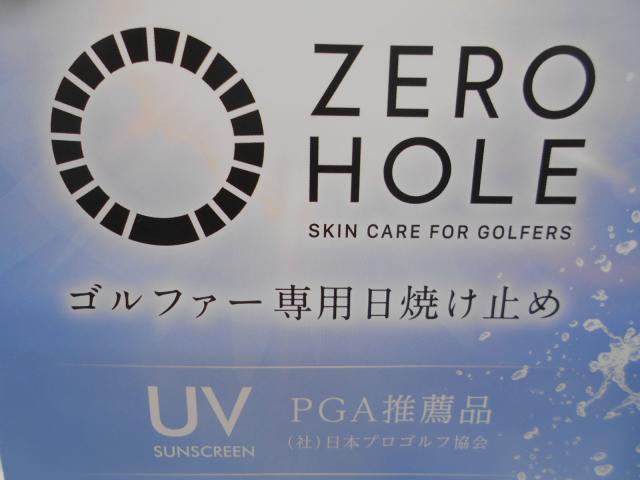 ZERO
HOLE
SKIN CARE FOR GOLFERS
ゴルファー専用日焼け止め
UV
SUNSCREEN
PGA推薦品
(社)日本プロゴルフ協会